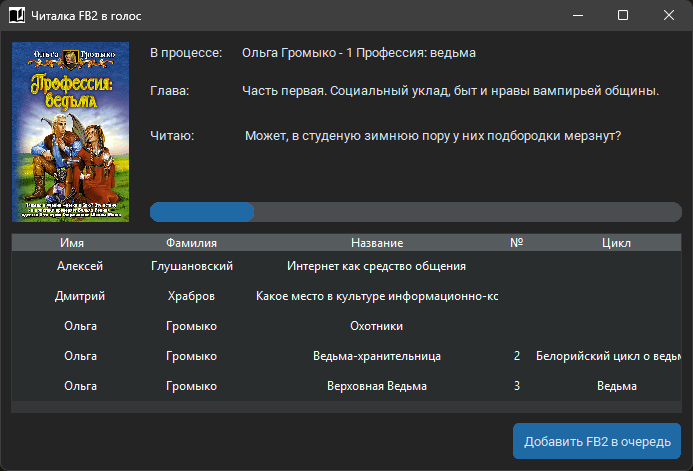 Читалка FB2 в голос
Ольга Громыко
Профессия:
ведьма
В процессе: Ольга Громыко - 1 Профессия: ведьма
Глава: Часть первая. Социальный уклад, быт и нравы вампирьей общины.
Читаю: Может, в студеную зимнюю пору у них подбородки мерзнут?
Имя Фамилия Название № Цикл
Алексей Глушановский Интернет как средство общения
Дмитрий Храбров Какое место в культуре информационно-кс
Ольга Громыко Охотники
Ольга Громыко Ведьма-хранительница 2 Белорийский цикл о ведьм
Ольга Громыко Верховная Ведьма 3 Ведьма
Добавить FB2 в очередь